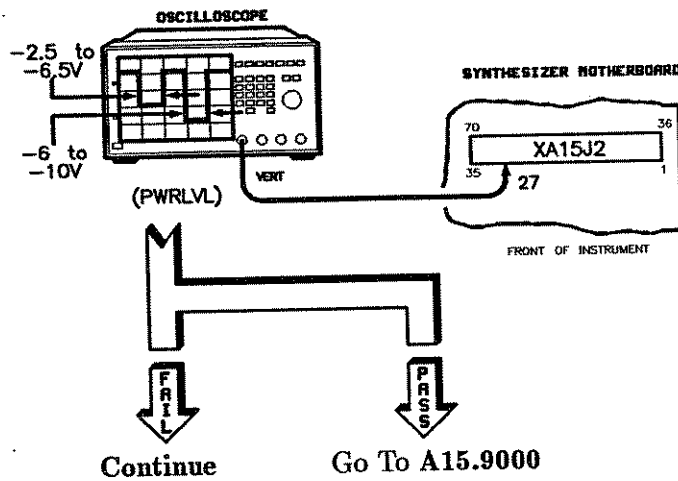 OSCILLOSCOPE
-2.5 to
-6.5V
-6 to
-10V
VERT
(PWRLVL)
SYNTHESIZER MOTHERBOARD
70
36
XA15J2
35
27
1
FRONT OF INSTRUMENT
FAIL
PASS
Continue
Go To A15.9000